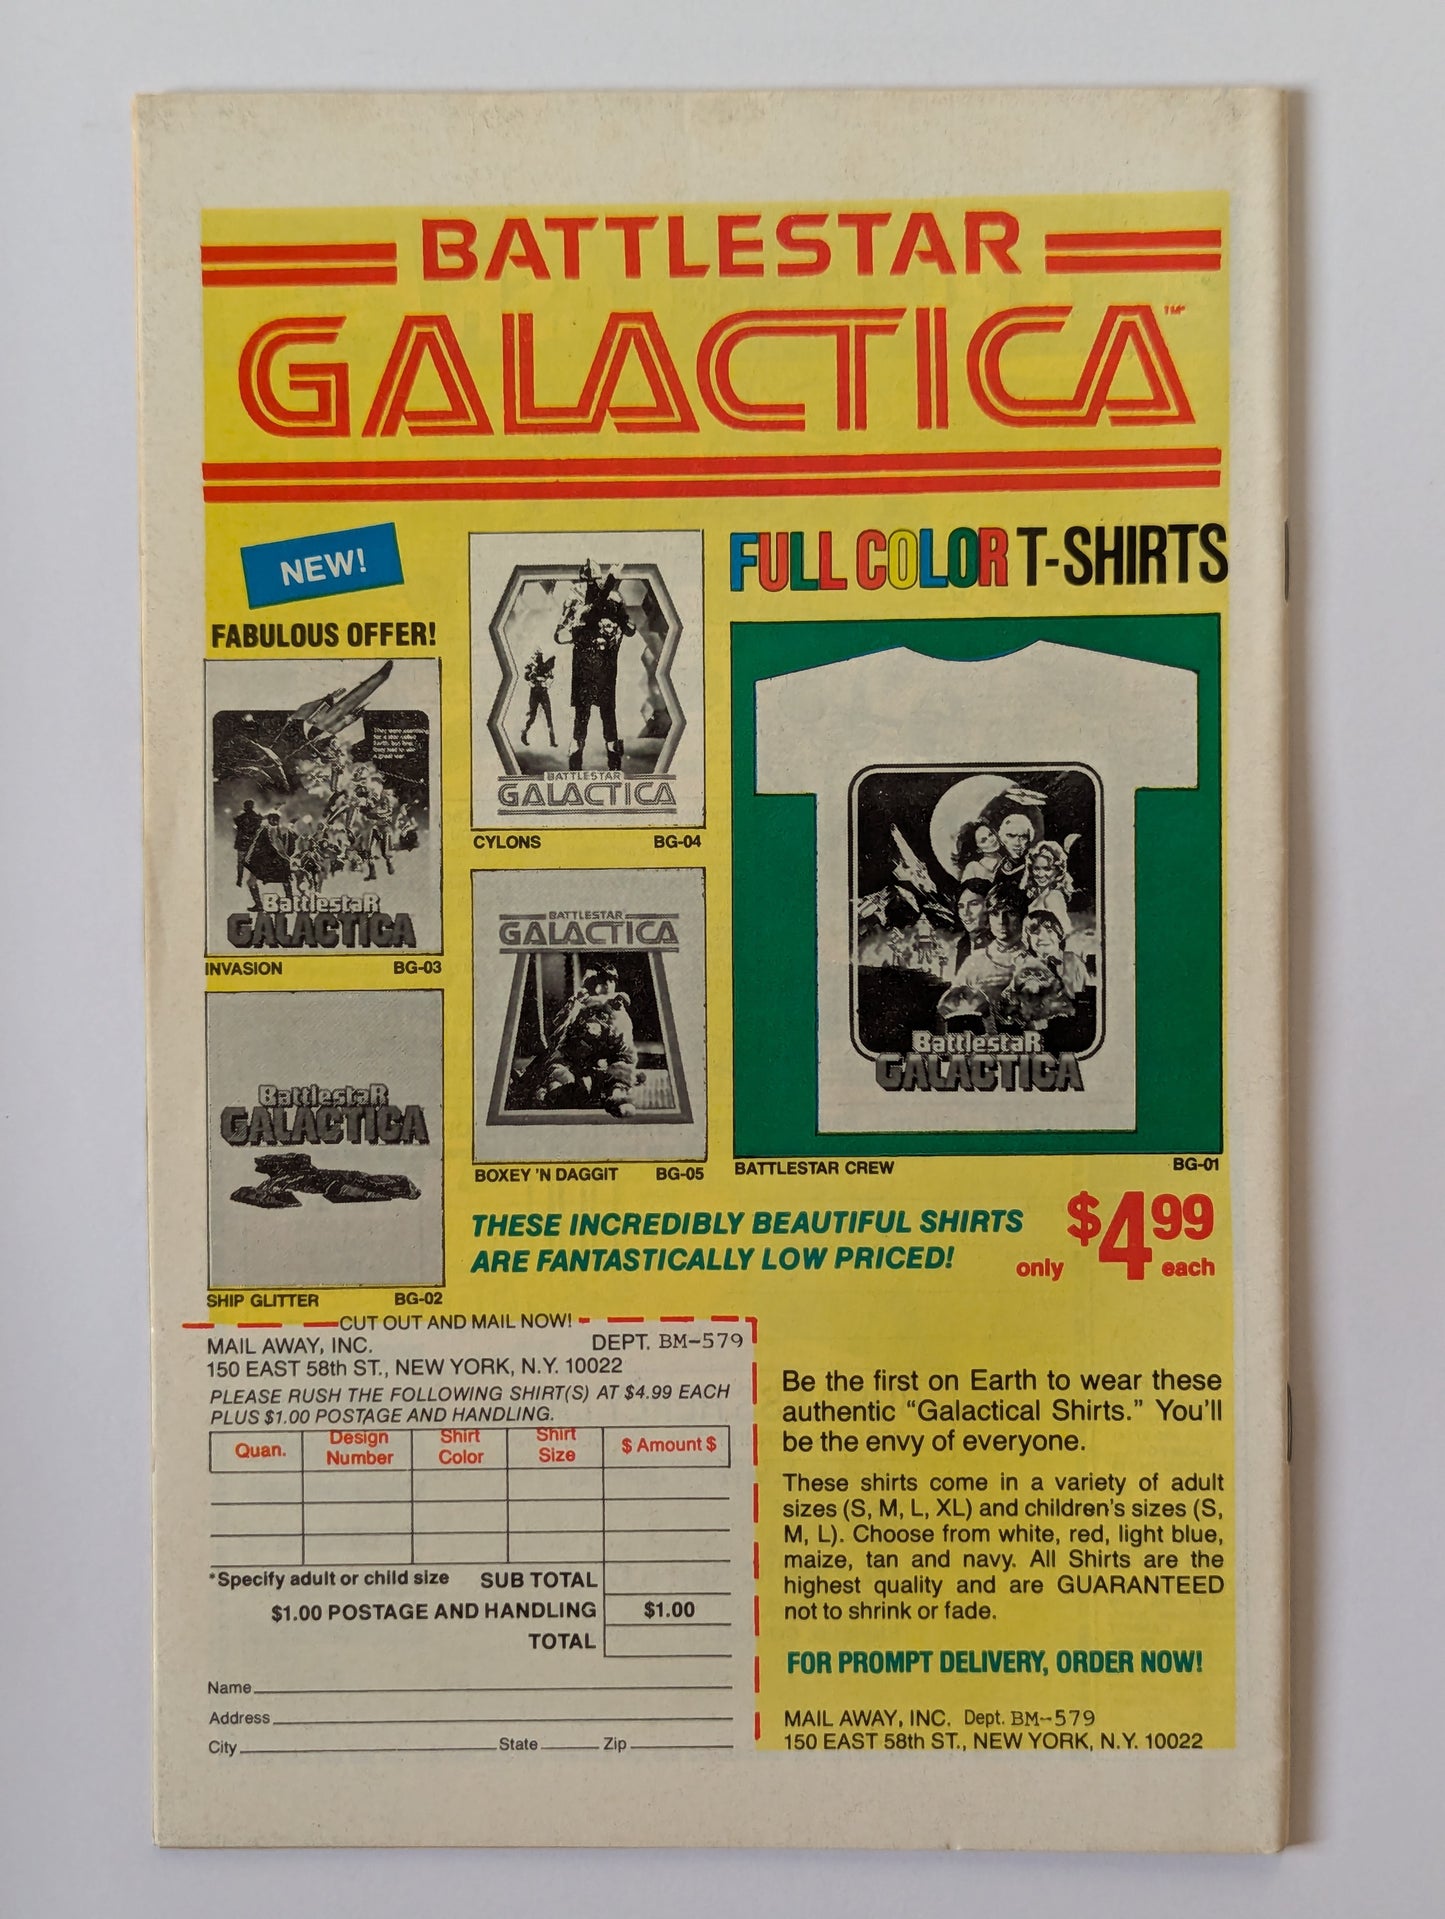 BATTLESTAR
GALACTICA™
NEW!
FABULOUS OFFER!
FULL COLOR T-SHIRTS
Battlestar
GALACTICA
INVASION BG-03
BATTLESTAR
GALACTICA
CYLONS BG-04
Battlestar
GALACTICA
SHIP GLITTER BG-02
BATTLESTAR
GALACTICA
BOXEY 'N DAGGIT BG-05
Battlestar
GALACTICA
BATTLESTAR CREW BG-01
THESE INCREDIBLY BEAUTIFUL SHIRTS
ARE FANTASTICALLY LOW PRICED!
only $4.99 each
CUT OUT AND MAIL NOW!
MAIL AWAY, INC. DEPT. BM-579
150 EAST 58th ST., NEW YORK, N.Y. 10022
PLEASE RUSH THE FOLLOWING SHIRT(S) AT $4.99 EACH
PLUS $1.00 POSTAGE AND HANDLING.
Quan. Design Number Shirt Color Shirt Size $ Amount $
*Specify adult or child size SUB TOTAL
$1.00 POSTAGE AND HANDLING $1.00
TOTAL
Name
Address
City State Zip
Be the first on Earth to wear these
authentic “Galactical Shirts.” You'll
be the envy of everyone.
These shirts come in a variety of adult
sizes (S, M, L, XL) and children's sizes (S,
M, L). Choose from white, red, light blue,
maize, tan and navy. All Shirts are the
highest quality and are GUARANTEED
not to shrink or fade.
FOR PROMPT DELIVERY, ORDER NOW!
MAIL AWAY, INC. Dept. BM-579
150 EAST 58th ST., NEW YORK, N.Y. 10022